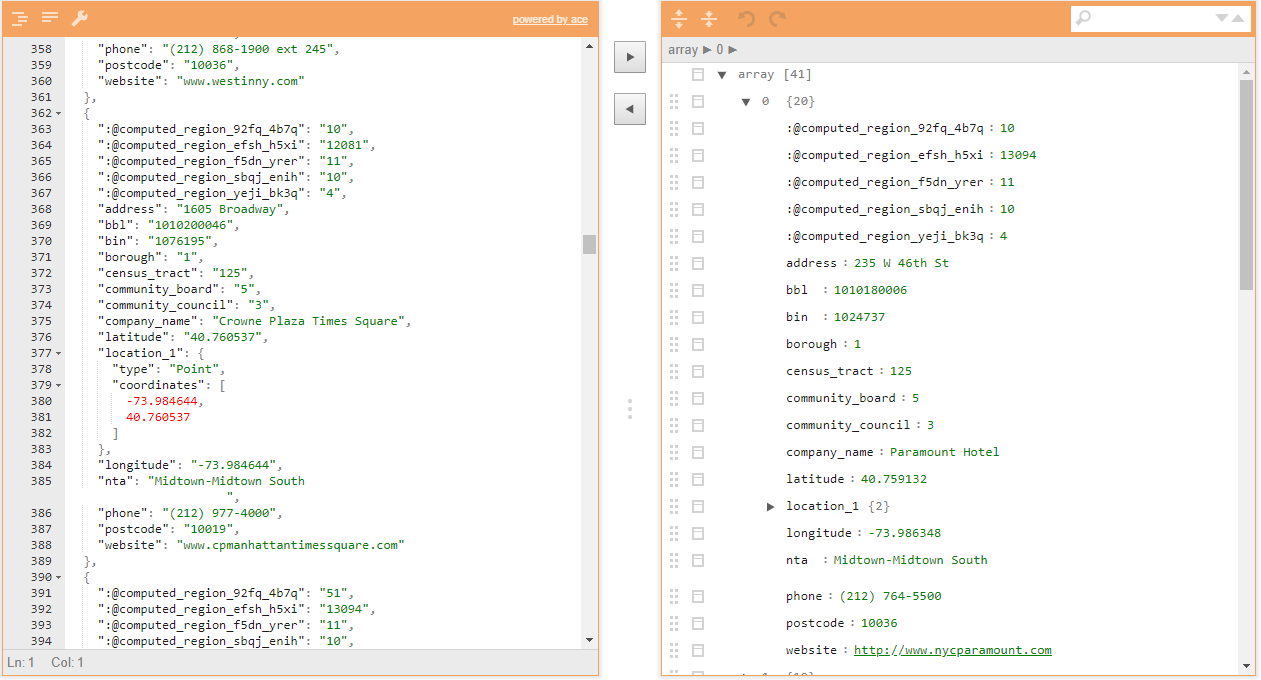 powered by ace
358 "phone": "(212) 868-1900 ext 245",
359 "postcode": "10036",
360 "website": "www.westinny.com"
361 },
362 {
363 ":@computed_region_92fq_4b7q": "10",
364 ":@computed_region_efsh_h5xi": "12081",
365 ":@computed_region_f5dn_yrer": "11",
366 ":@computed_region_sbqj_enih": "10",
367 ":@computed_region_yeji_bk3q": "4",
368 "address": "1605 Broadway",
369 "bbl": "1010200046",
370 "bin": "1076195",
371 "borough": "1",
372 "census_tract": "125",
373 "community_board": "5",
374 "community_council": "3",
375 "company_name": "Crowne Plaza Times Square",
376 "latitude": "40.760537",
377 "location_1": {
378 "type": "Point",
379 "coordinates": [
380 -73.984644,
381 40.760537
382 ]
383 },
384 "longitude": "-73.984644",
385 "nta": "Midtown-Midtown South
",
386 "phone": "(212) 977-4000",
387 "postcode": "10019",
388 "website": "www.cpmanhattantimessquare.com"
389 },
390 {
391 ":@computed_region_92fq_4b7q": "51",
392 ":@computed_region_efsh_h5xi": "13094",
393 ":@computed_region_f5dn_yrer": "11",
394 ":@computed_region_sbqj_enih": "10",
Ln: 1 Col: 1
array ► 0 ►
▼ array [41]
▼ 0 {20}
:@computed_region_92fq_4b7q : 10
:@computed_region_efsh_h5xi : 13094
:@computed_region_f5dn_yrer : 11
:@computed_region_sbqj_enih : 10
:@computed_region_yeji_bk3q : 4
address : 235 W 46th St
bbl : 1010180006
bin : 1024737
borough : 1
census_tract : 125
community_board : 5
community_council : 3
company_name : Paramount Hotel
latitude : 40.759132
► location_1 {2}
longitude : -73.986348
nta : Midtown-Midtown South
phone : (212) 764-5500
postcode : 10036
website : http://www.nycparamount.com